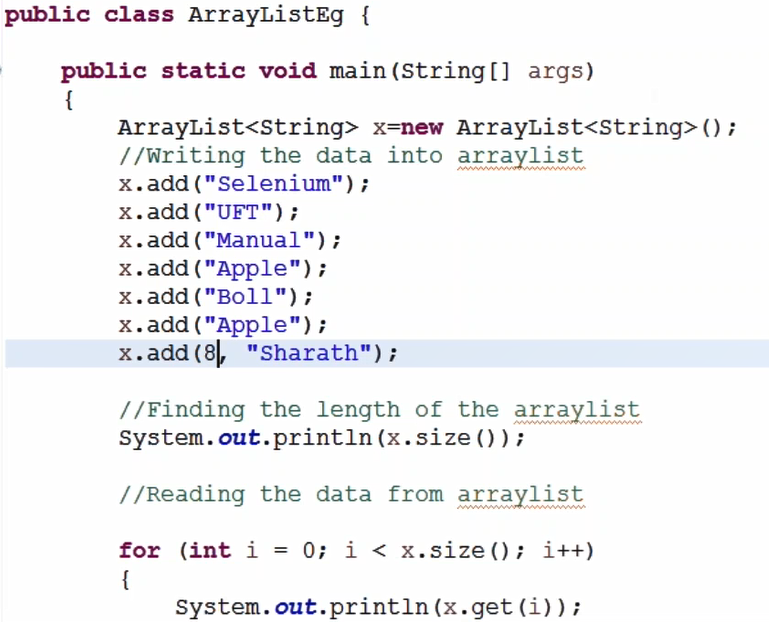 public class ArrayListEg {
public static void main(String[] args)
{
ArrayList<String> x=new ArrayList<String>();
//Writing the data into arraylist
x.add("Selenium");
x.add("UFT");
x.add("Manual");
x.add("Apple");
x.add("Boll");
x.add("Apple");
x.add(8, "Sharath");
//Finding the length of the arraylist
System.out.println(x.size());
//Reading the data from arraylist
for (int i = 0; i < x.size(); i++)
{
System.out.println(x.get(i));